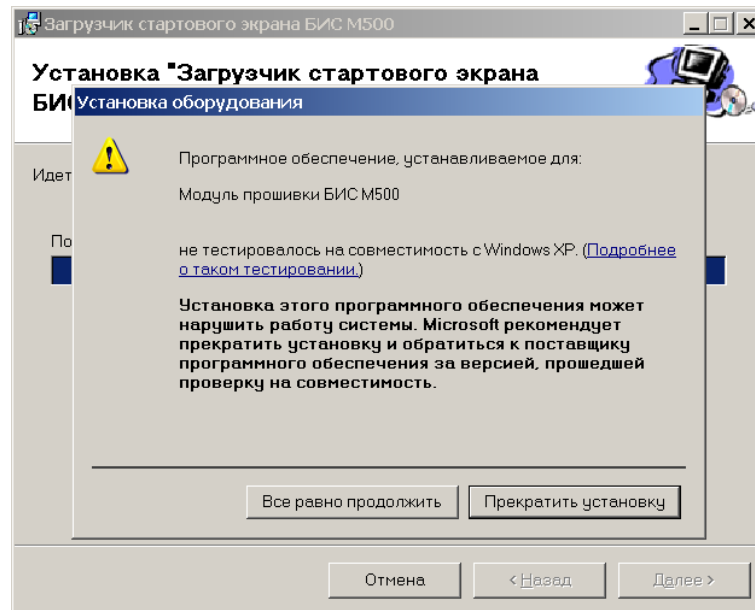 Загрузчик стартового экрана БИС М500
Установка "Загрузчик стартового экрана
БИ
Установка оборудования
Идет
Программное обеспечение, устанавливаемое для:
Модуль прошивки БИС М500
По
не тестировалось на совместимость с Windows XP. (Подробнее
о таком тестировании.)
Установка этого программного обеспечения может
нарушить работу системы. Microsoft рекомендует
прекратить установку и обратиться к поставщику
программного обеспечения за версией, прошедшей
проверку на совместимость.
Все равно продолжить
Прекратить установку
Отмена
< Назад
Далее >